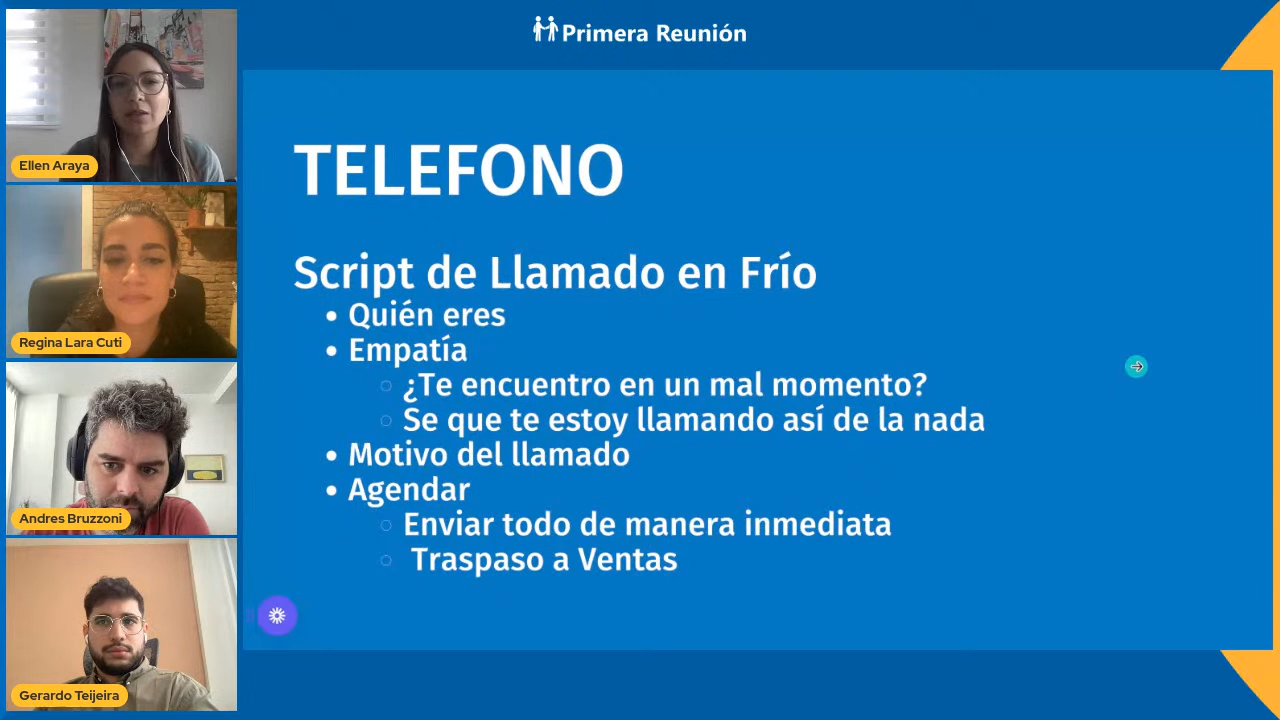 Primera Reunión
Ellen Araya
Regina Lara Cuti
Andres Bruzzoni
Gerardo Teijeira
TELEFONO
Script de Llamado en Frío
• Quién eres
• Empatía
○ ¿Te encuentro en un mal momento?
○ Se que te estoy llamando así de la nada
• Motivo del llamado
• Agendar
○ Enviar todo de manera inmediata
○ Traspaso a Ventas